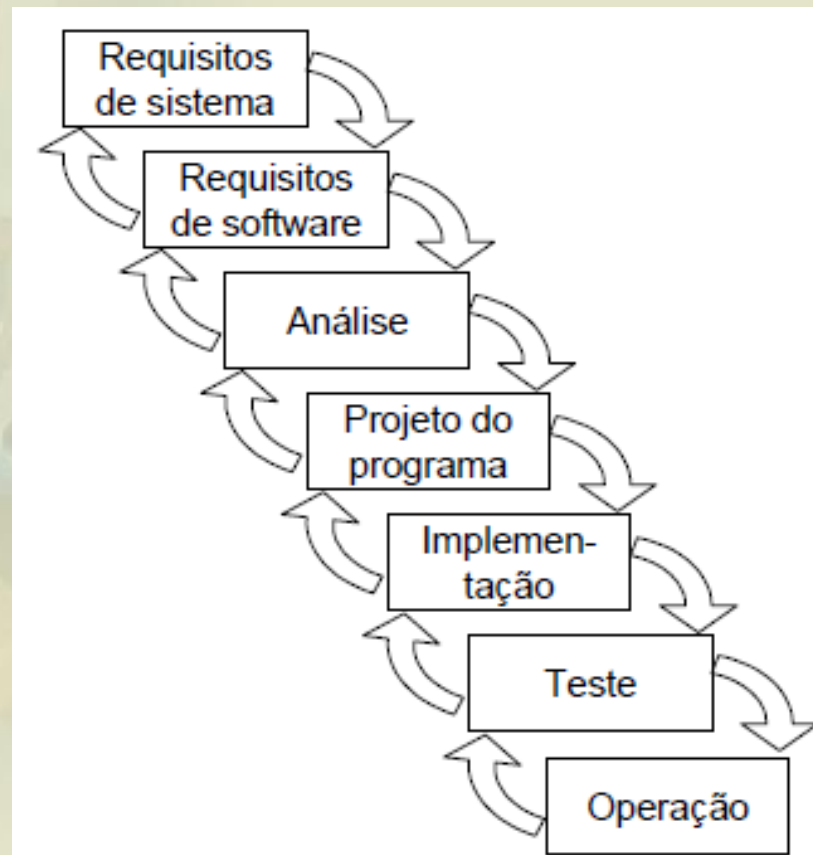 Requisitos
de sistema
Requisitos
de software
Análise
Projeto do
programa
Implemen-
tação
Teste
Operação